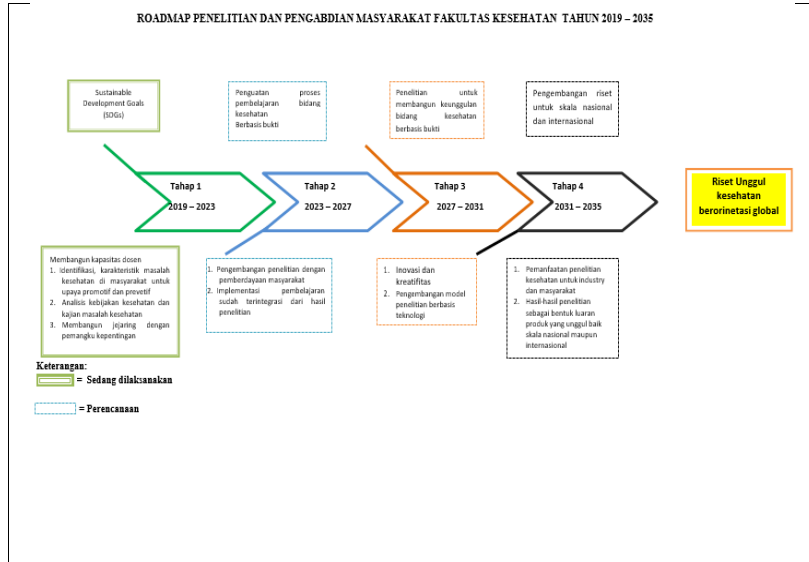 ROADMAP PENELITIAN DAN PENGABDIAN MASYARAKAT FAKULTAS KESEHATAN TAHUN 2019 – 2035
Sustainable
Development Goals
(SDGs)
Penguatan proses
pembelajaran bidang
kesehatan
Berbasis bukti
Penelitian untuk
membangun keunggulan
bidang kesehatan
berbasis bukti
Pengembangan riset
untuk skala nasional
dan internasional
Tahap 1
2019 – 2023
Tahap 2
2023 – 2027
Tahap 3
2027 – 2031
Tahap 4
2031 – 2035
Riset Unggul
kesehatan
berorinetasi global
Membangun kapasitas dosen
1. Identifikasi, karakteristik masalah
kesehatan di masyarakat untuk
upaya promotif dan prevetif
2. Analisis kebijakan kesehatan dan
kajian masalah kesehatan
3. Membangun jejaring dengan
pemangku kepentingan
1. Pengembangan penelitian dengan
pemberdayaan masyarakat
2. Implementasi pembelajaran
sudah terintegrasi dari hasil
penelitian
1. Inovasi dan
kreatifitas
2. Pengembangan model
penelitian berbasis
teknologi
1. Pemanfaatan penelitian
kesehatan untuk industry
dan masyarakat
2. Hasil-hasil penelitian
sebagai bentuk luaran
produk yang unggul baik
skala nasional maupun
internasional
Keterangan:
= Sedang dilaksanakan
= Perencanaan